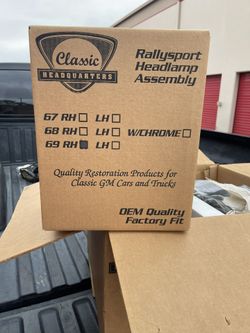 Classic
HEADQUARTERS
Rallysport
Headlamp
Assembly
67 RH☐ LH☐
68 RH☐ LH☐ W/CHROME☐
69 RH■ LH☐
Quality Restoration Products for
Classic GM Cars and Trucks
OEM Quality
Factory Fit